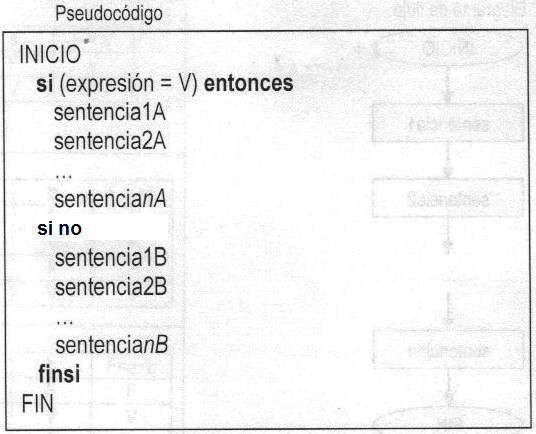 Pseudocódigo
INICIO
si (expresión = V) entonces
sentencia1A
sentencia2A
...
sentencianA
si no
sentencia1B
sentencia2B
...
sentencianB
finsi
FIN